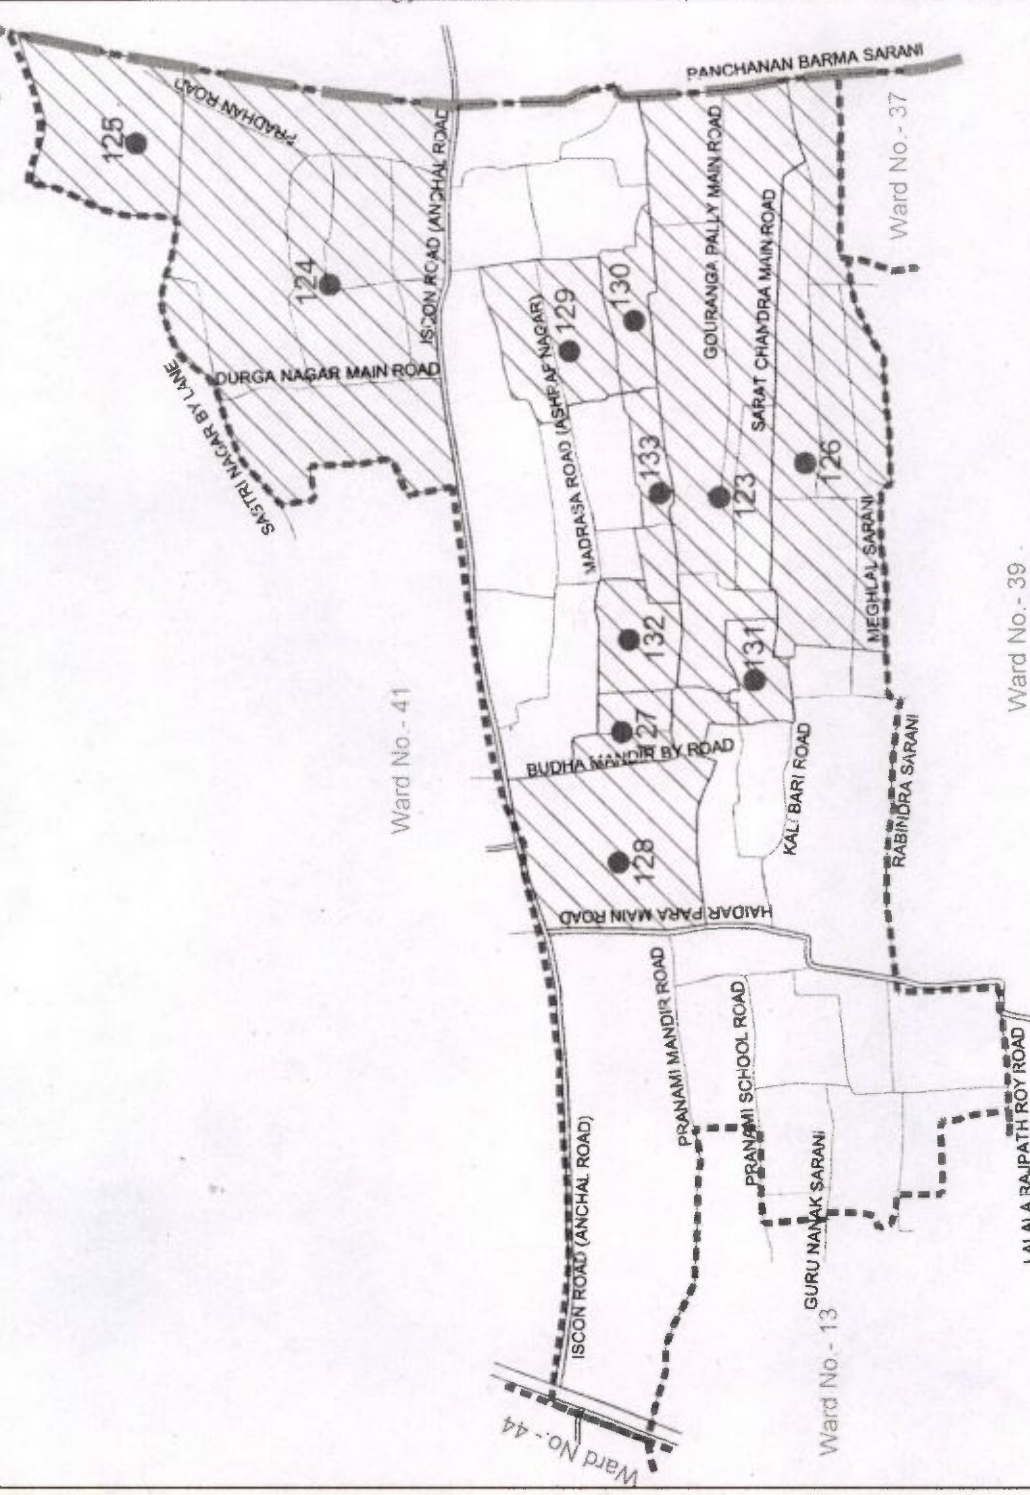 PANCHANAN BARMA SARANI
PRADHAN ROAD
125
ISCON ROAD (ANCHAL ROAD)
GOURANGA PALLY MAIN ROAD
Ward No.- 37
124
130
129
SARAT CHANDRA MAIN ROAD
DURGA NAGAR MAIN ROAD
SASTRI NAGAR BY LANE
MADRASA ROAD (ASHRAF NAGAR)
133
123
126
MEGHLAL SARANI
Ward No.- 39
132
131
Ward No.- 41
127
BUDHA MANDIR BY ROAD
KALI BARI ROAD
RABINDRA SARANI
128
HAIDAR PARA MAIN ROAD
PRANAMI MANDIR ROAD
PRANAMI SCHOOL ROAD
LALALA RAJPATH ROY ROAD
ISCON ROAD (ANCHAL ROAD)
GURU NANAK SARANI
Ward No.- 13
Ward No.- 44